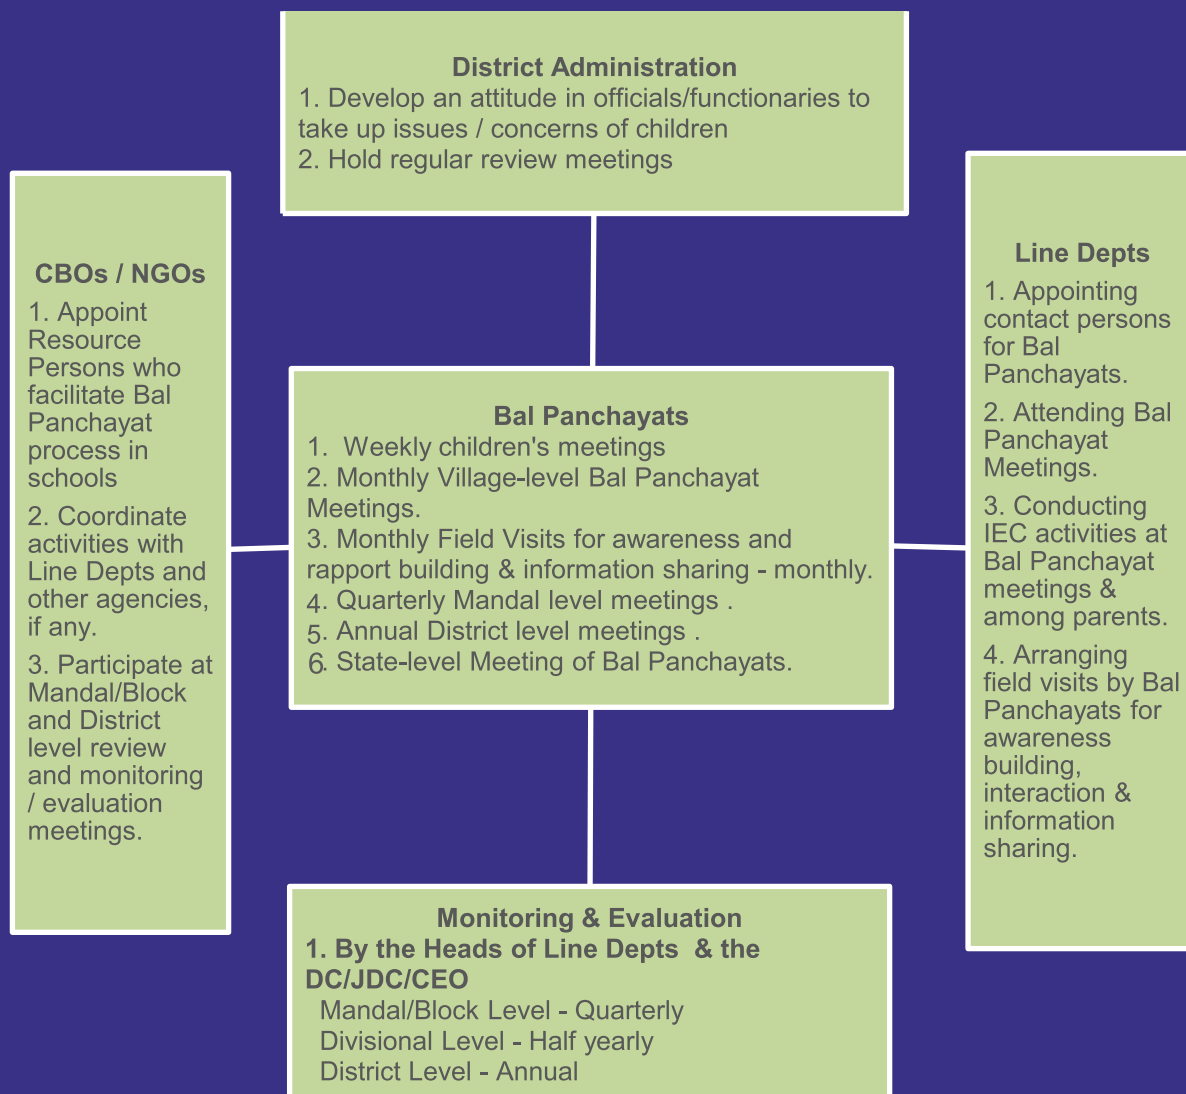 District Administration
1. Develop an attitude in officials/functionaries to
take up issues / concerns of children
2. Hold regular review meetings
CBOs / NGOs
1. Appoint
Resource
Persons who
facilitate Bal
Panchayat
process in
schools
2. Coordinate
activities with
Line Depts and
other agencies,
if any.
3. Participate at
Mandal/Block
and District
level review
and monitoring
/ evaluation
meetings.
Bal Panchayats
1.  Weekly children's meetings
2. Monthly Village-level Bal Panchayat
Meetings.
3. Monthly Field Visits for awareness and
rapport building & information sharing - monthly.
4. Quarterly Mandal level meetings .
5. Annual District level meetings .
6. State-level Meeting of Bal Panchayats.
Line Depts
1. Appointing
contact persons
for Bal
Panchayats.
2. Attending Bal
Panchayat
Meetings.
3. Conducting
IEC activities at
Bal Panchayat
meetings &
among parents.
4. Arranging
field visits by Bal
Panchayats for
awareness
building,
interaction &
information
sharing.
Monitoring & Evaluation
1. By the Heads of Line Depts  & the
DC/JDC/CEO
Mandal/Block Level - Quarterly
Divisional Level - Half yearly
District Level - Annual